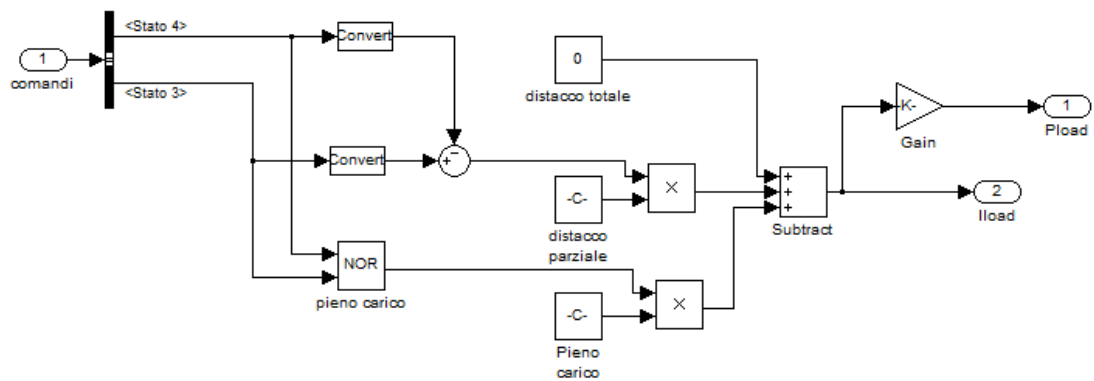 1
comandi
<Stato 4>
<Stato 3>
Convert
Convert
+
−
NOR
pieno carico
0
distacco totale
-C-
distacco
parziale
-C-
Pieno
carico
×
×
+
+
+
Subtract
K-
Gain
1
Pload
2
Iload